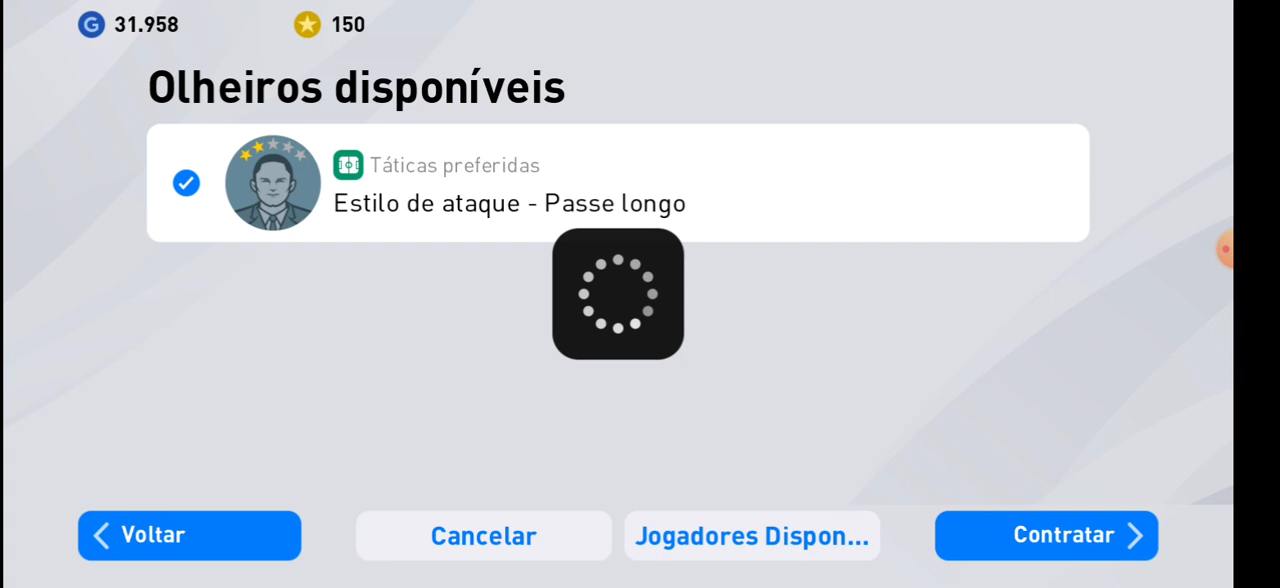 G 31.958 150
Olheiros disponíveis
Táticas preferidas
Estilo de ataque - Passe longo
Voltar Cancelar Jogadores Dispon... Contratar